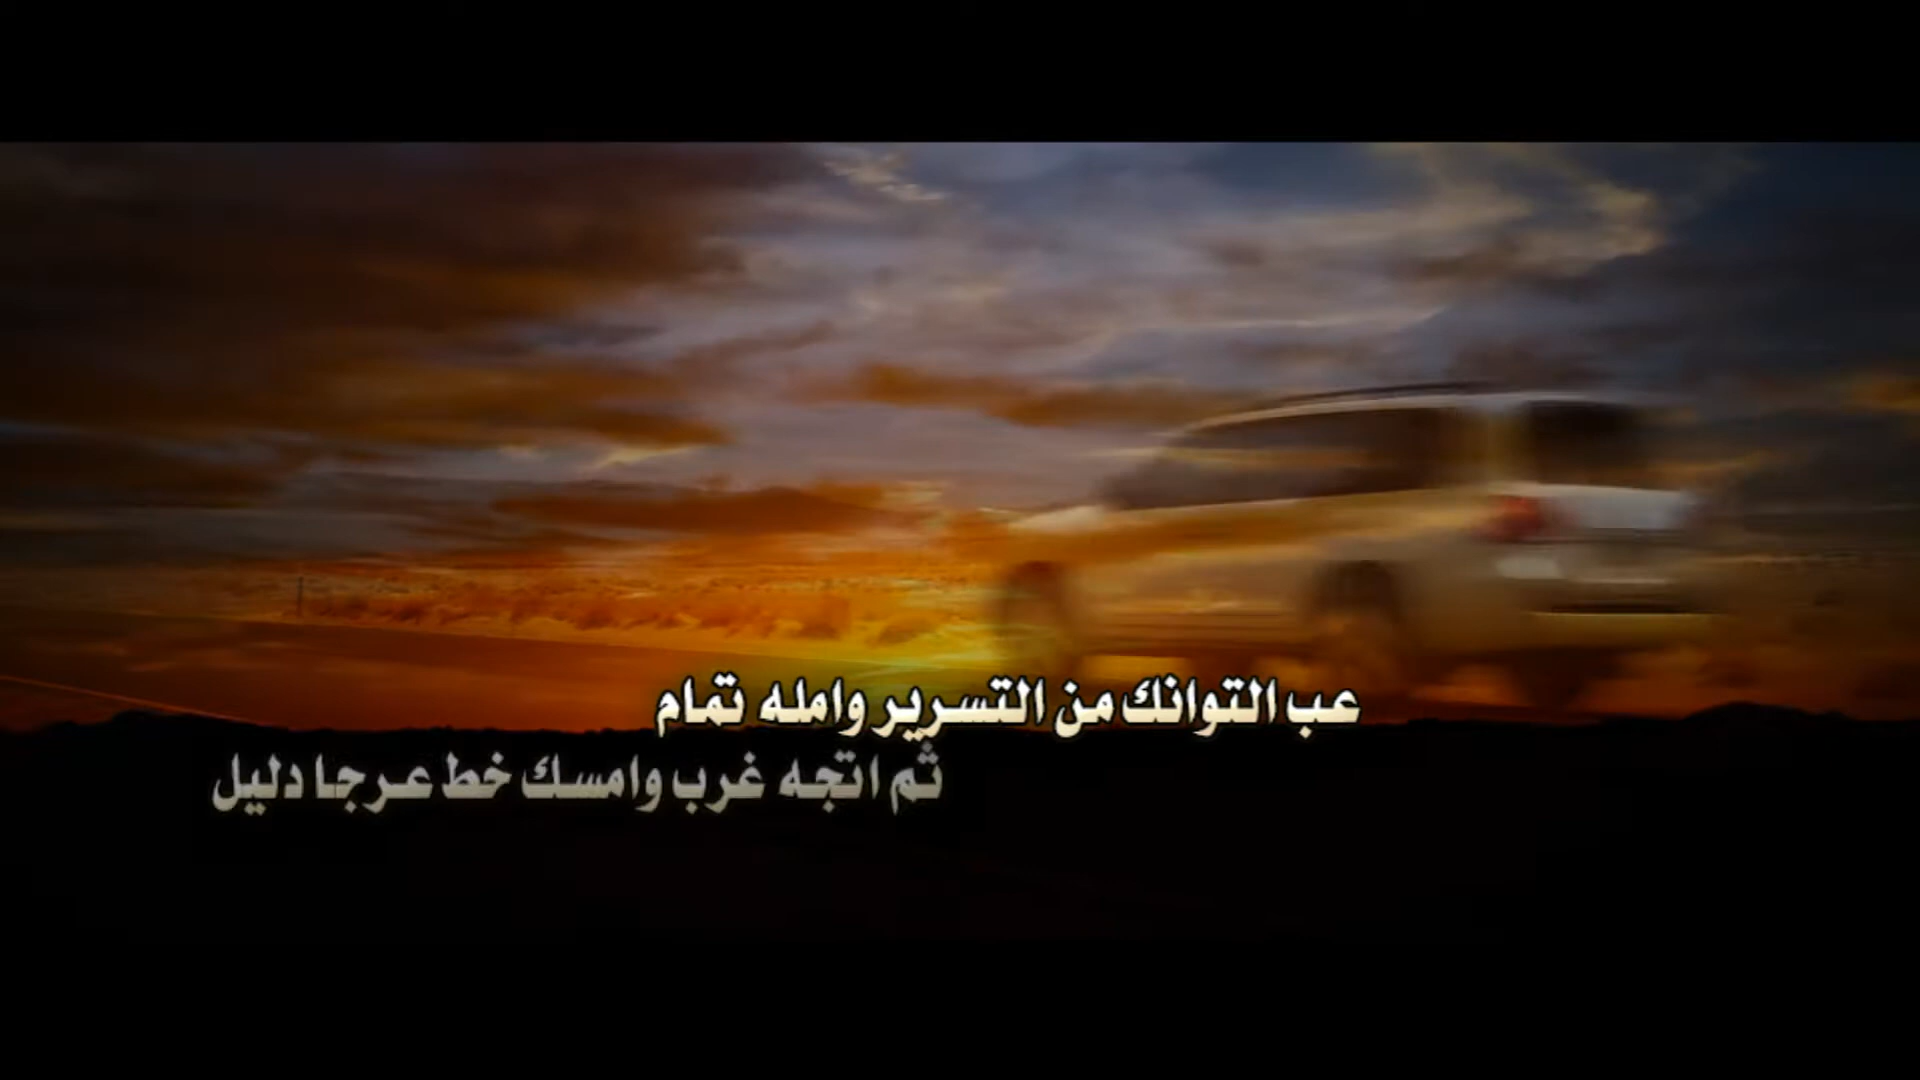 عب التوانك من التسرير وامله تمام
ثم اتجه غرب وامسك خط عرجا دليل